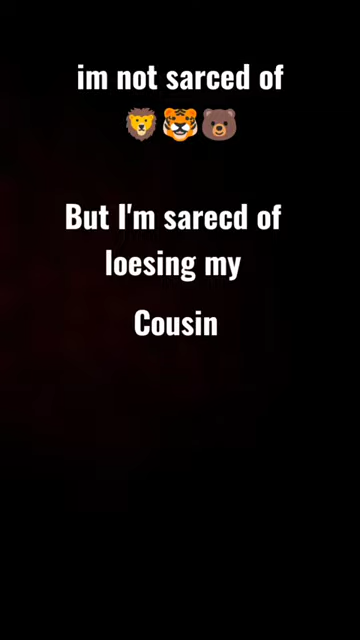 im not sarced of
🦁🐯🐻
But I'm sarecd of
loesing my
Cousin